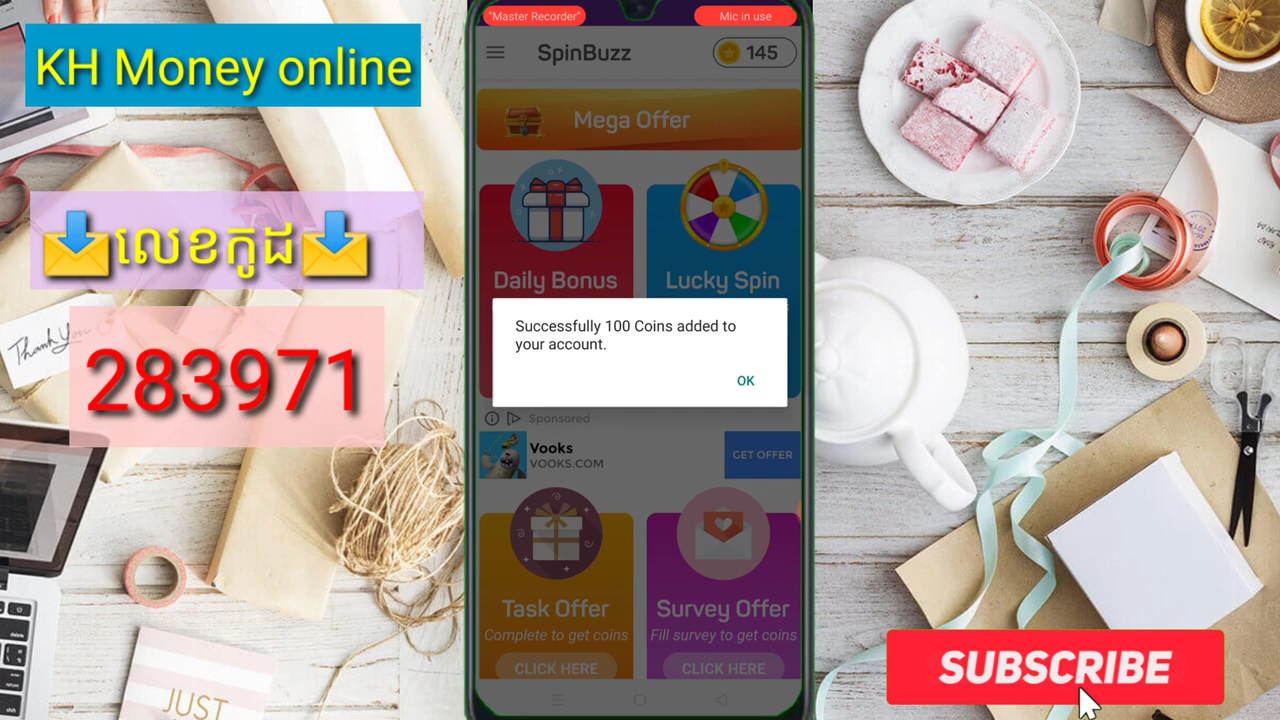 KH Money online
លេខកូដ
283971
"Master Recorder"
Mic in use
SpinBuzz
145
Mega Offer
Daily Bonus
Lucky Spin
Successfully 100 Coins added to
your account.
OK
Sponsored
Vooks
VOOKS.COM
GET OFFER
Task Offer
Complete to get coins
CLICK HERE
Survey Offer
Fill survey to get coins
CLICK HERE
Thank You
JUST
delete
SUBSCRIBE